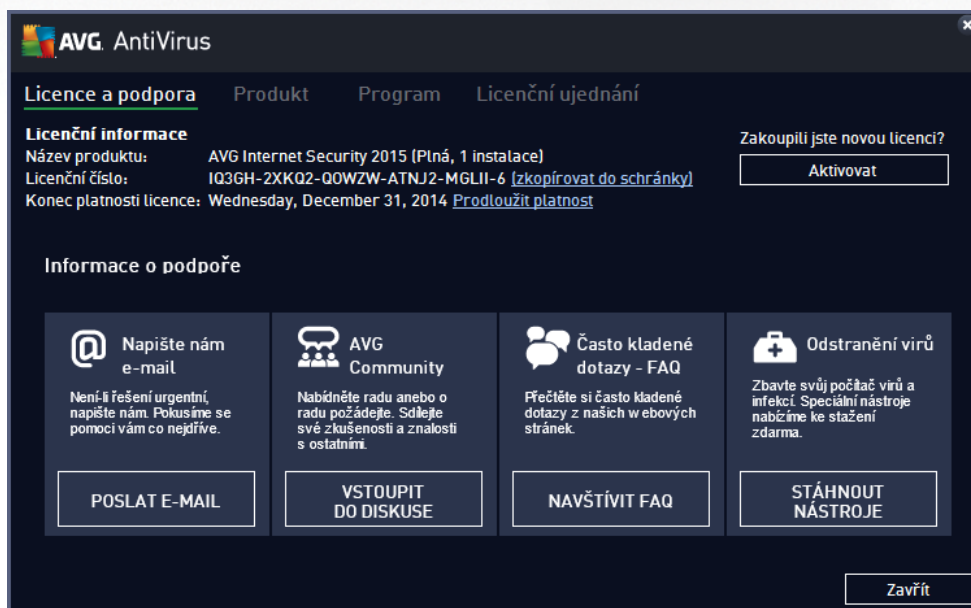 AVG. AntiVirus
Licence a podpora Produkt Program Licenční ujednání
Licenční informace
Název produktu: AVG Internet Security 2015 (Plná, 1 instalace)
Licenční číslo: IQ3GH-2XKQ2-QOWZW-ATNJ2-MGLII-6 (zkopírovat do schránky)
Konec platnosti licence: Wednesday, December 31, 2014 Prodloužit platnost
Zakoupili jste novou licenci?
Aktivovat
Informace o podpoře
Napište nám
e-mail
Není-li řešení urgentní,
napište nám. Pokusíme se
pomoci vám co nejdříve.
POSLAT E-MAIL
AVG
Community
Nabídněte radu anebo o
radu požádejte. Sdílejte
své zkušenosti a znalosti
s ostatními.
VSTOUPIT
DO DISKUSE
Často kladené
dotazy - FAQ
Přečtěte si často kladené
dotazy z našich webových
stránek.
NAVŠTÍVIT FAQ
Odstranění virů
Zbavte svůj počítač virů a
infekcí. Speciální nástroje
nabízíme ke stažení
zdarma.
STÁHNOUT
NÁSTROJE
Zavřít